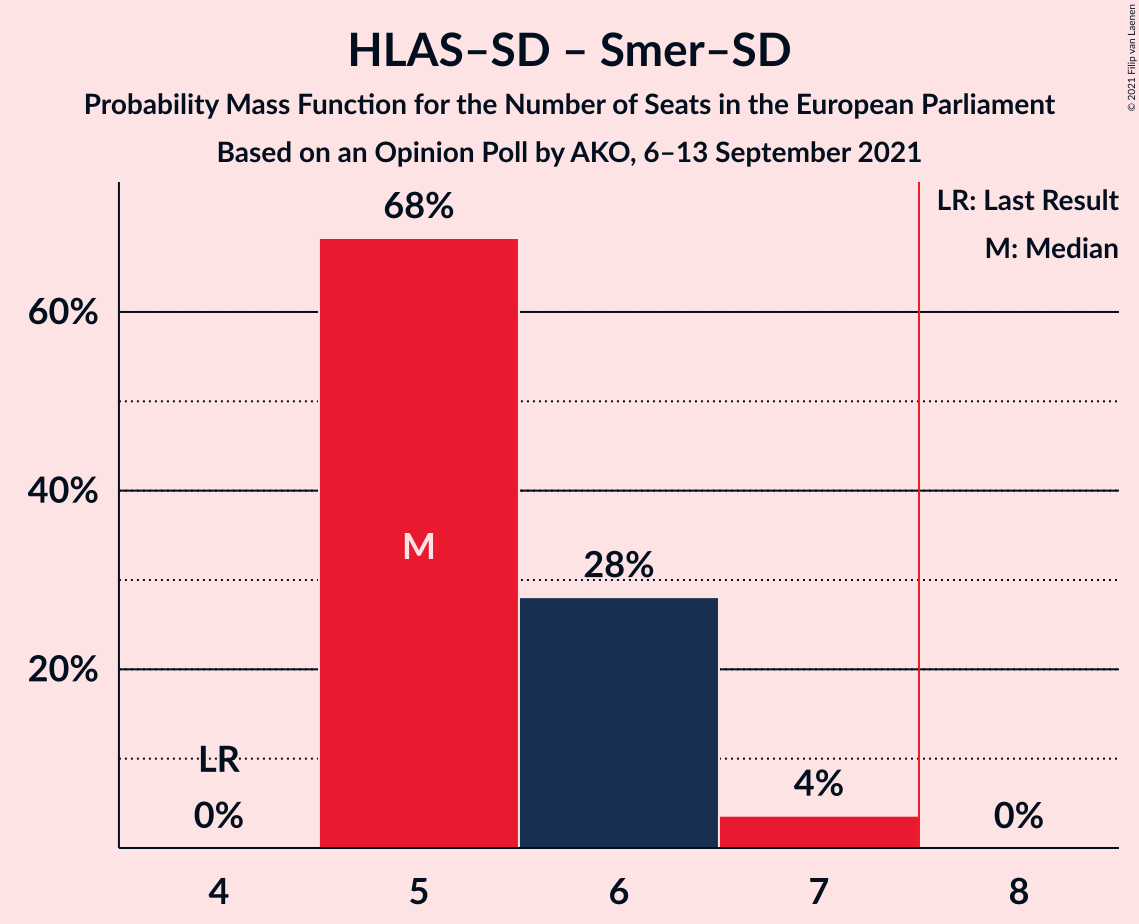 HLAS–SD – Smer–SD
Probability Mass Function for the Number of Seats in the European Parliament
Based on an Opinion Poll by AKO, 6–13 September 2021
© 2021 Filip van Laenen
LR: Last Result
M: Median
68%
60%
40%
M
28%
20%
LR
4%
0%
0%
4
5
6
7
8